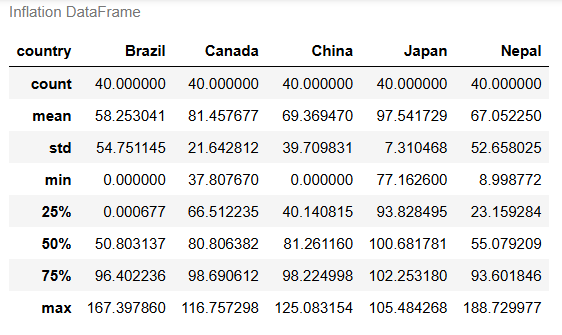 Inflation DataFrame
country Brazil Canada China Japan Nepal
count 40.000000 40.000000 40.000000 40.000000 40.000000
mean 58.253041 81.457677 69.369470 97.541729 67.052250
std 54.751145 21.642812 39.709831 7.310468 52.658025
min 0.000000 37.807670 0.000000 77.162600 8.998772
25% 0.000677 66.512235 40.140815 93.828495 23.159284
50% 50.803137 80.806382 81.261160 100.681781 55.079209
75% 96.402236 98.690612 98.224998 102.253180 93.601846
max 167.397860 116.757298 125.083154 105.484268 188.729977